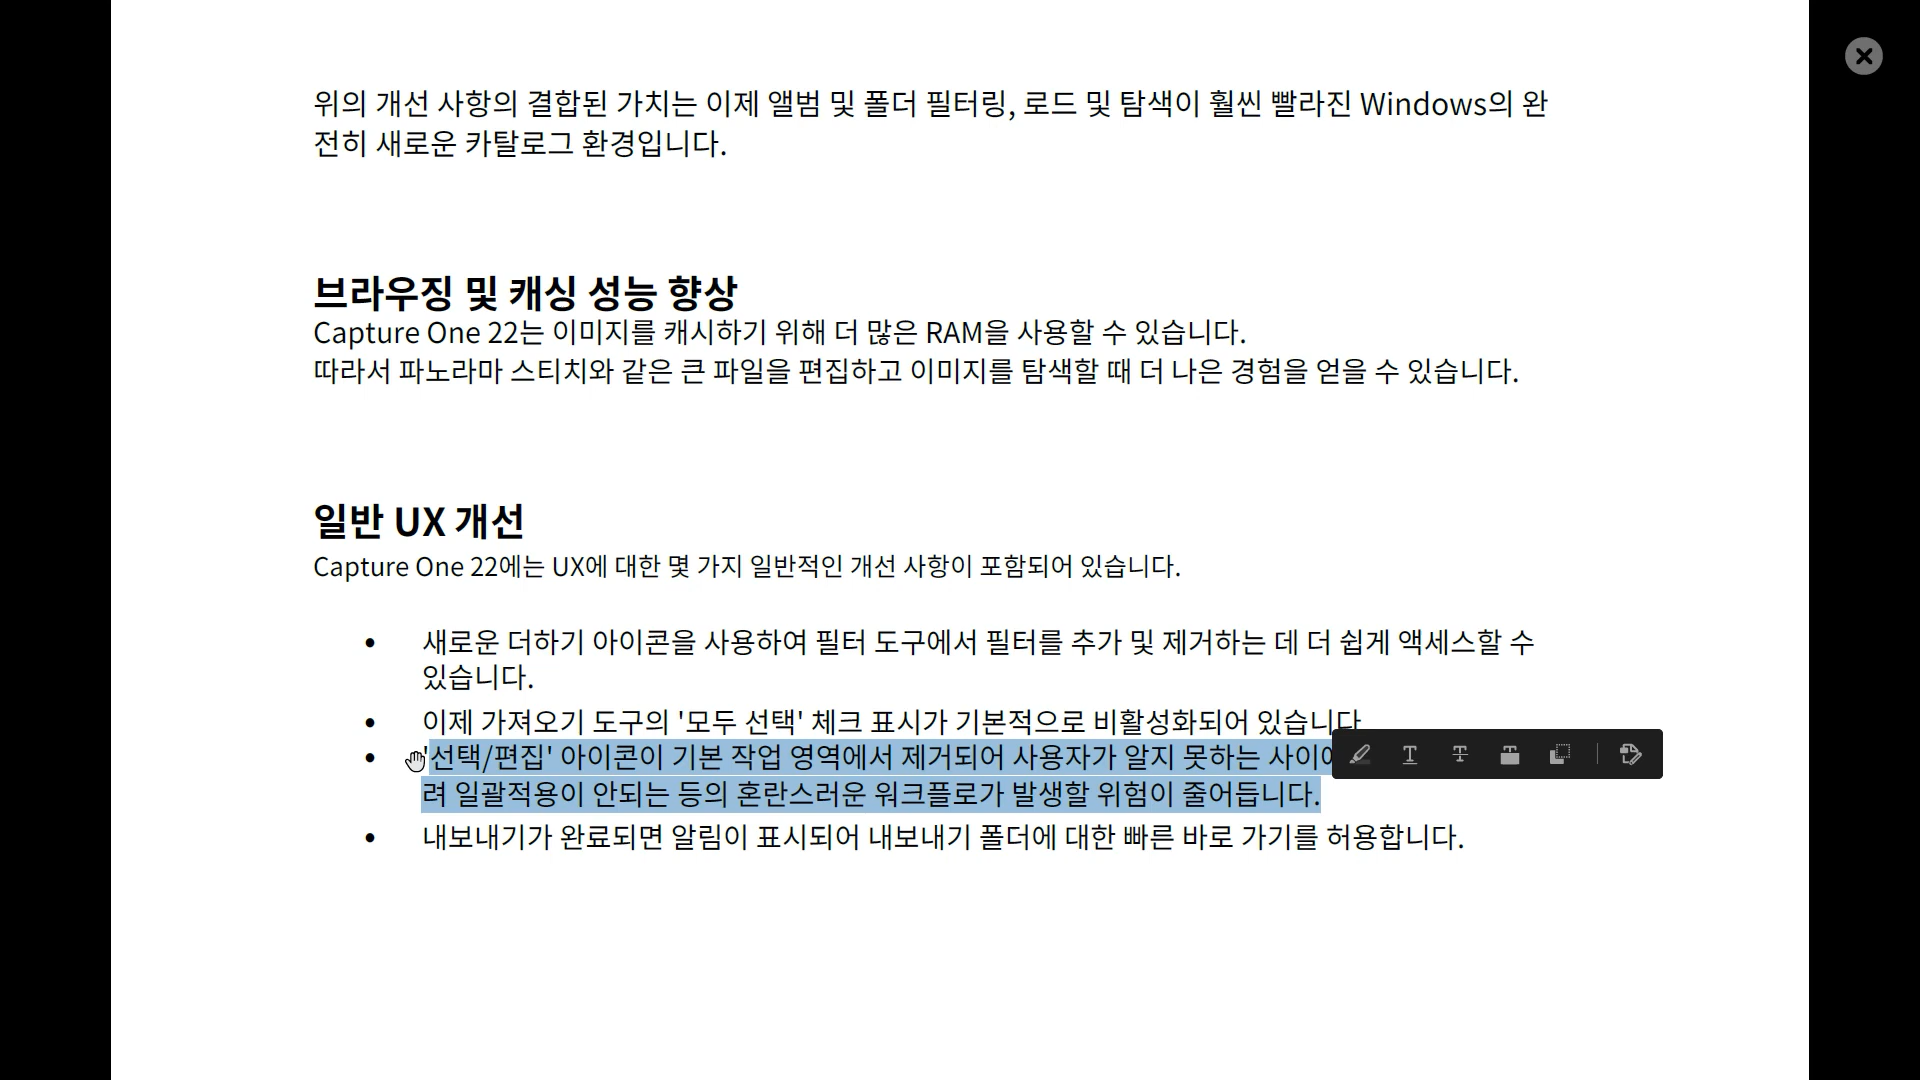 위의 개선 사항의 결합된 가치는 이제 앨범 및 폴더 필터링, 로드 및 탐색이 훨씬 빨라진 Windows의 완
전히 새로운 카탈로그 환경입니다.
브라우징 및 캐싱 성능 향상
Capture One 22는 이미지를 캐시하기 위해 더 많은 RAM을 사용할 수 있습니다.
따라서 파노라마 스티치와 같은 큰 파일을 편집하고 이미지를 탐색할 때 더 나은 경험을 얻을 수 있습니다.
일반 UX 개선
Capture One 22에는 UX에 대한 몇 가지 일반적인 개선 사항이 포함되어 있습니다.
• 새로운 더하기 아이콘을 사용하여 필터 도구에서 필터를 추가 및 제거하는 데 더 쉽게 액세스할 수
있습니다.
• 이제 가져오기 도구의 '모두 선택' 체크 표시가 기본적으로 비활성화되어 있습니다
• '선택/편집' 아이콘이 기본 작업 영역에서 제거되어 사용자가 알지 못하는
려 일괄적용이 안되는 등의 혼란스러운 워크플로가 발생할 위험이 줄어듭니다.
• 내보내기가 완료되면 알림이 표시되어 내보내기 폴더에 대한 빠른 바로 가기를 허용합니다.